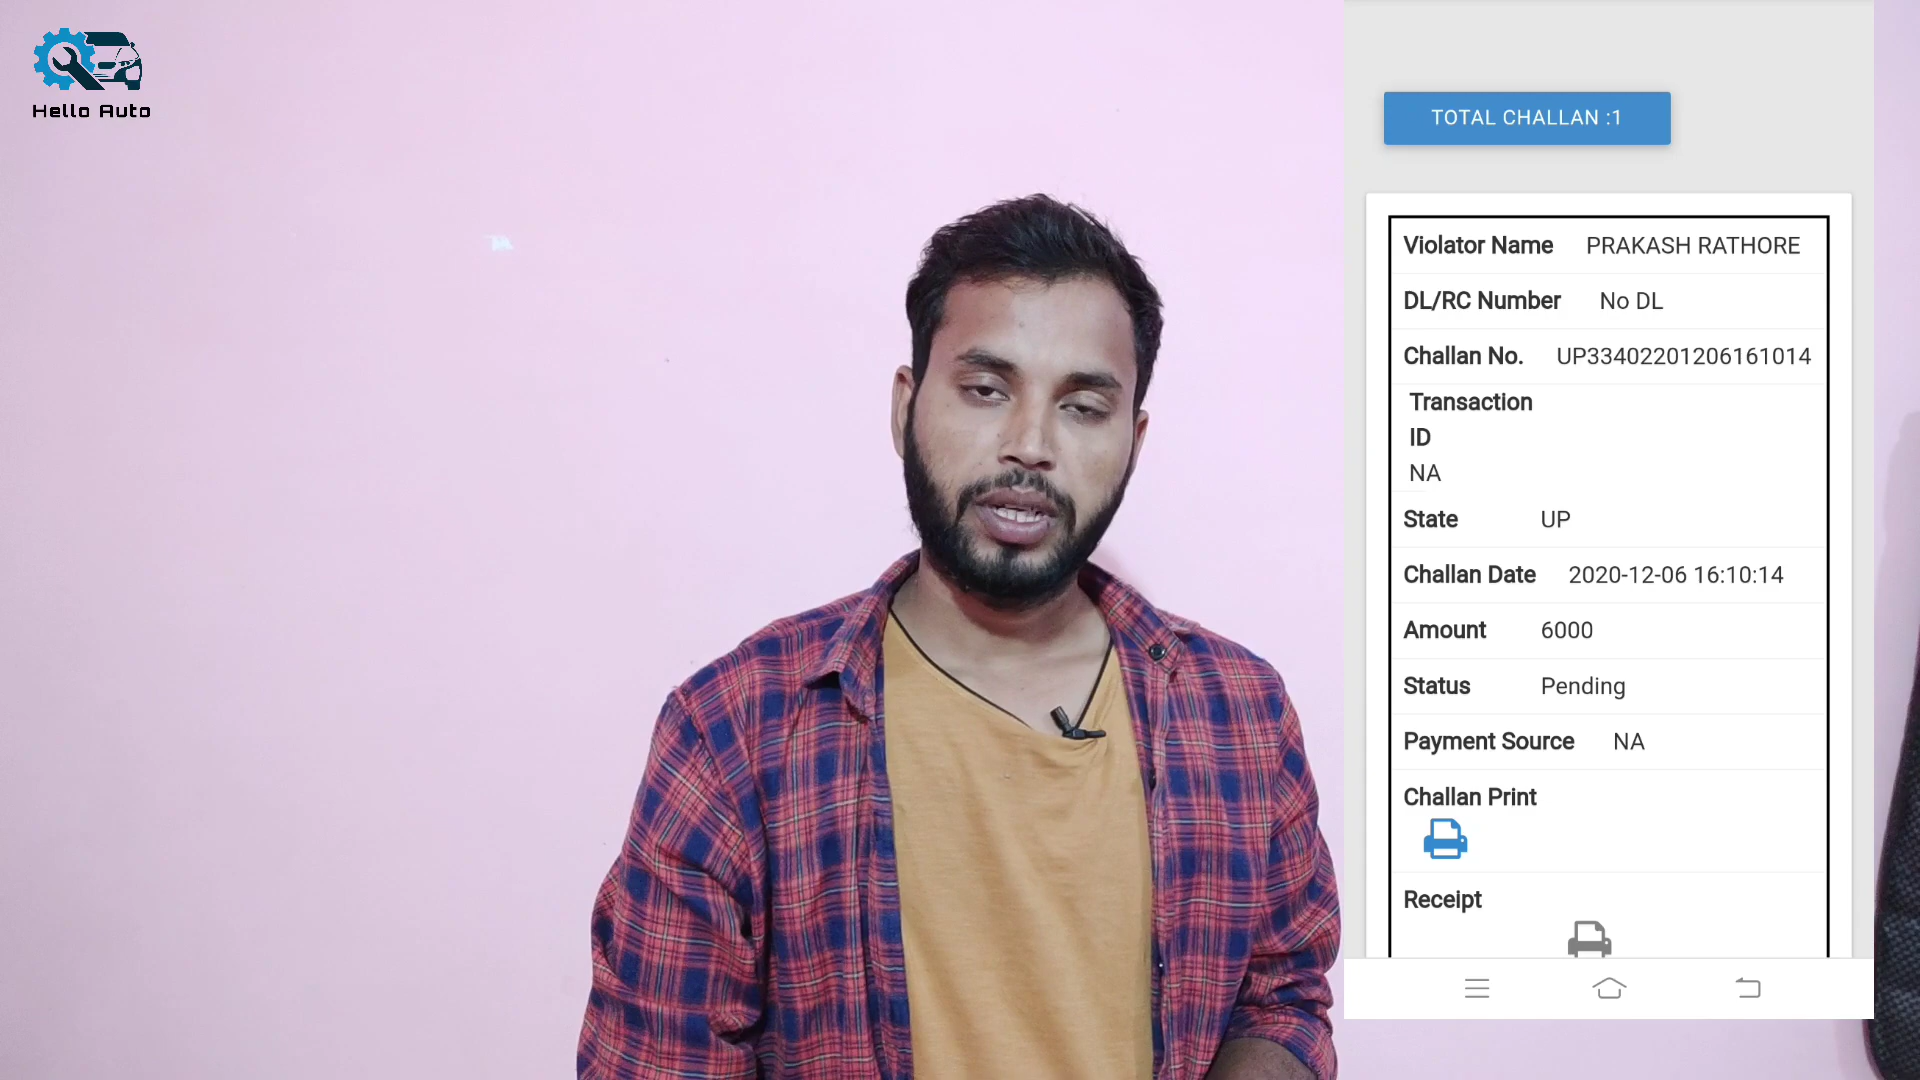 Hello Auto
TOTAL CHALLAN :1
Violator Name PRAKASH RATHORE
DL/RC Number No DL
Challan No. UP33402201206161014
Transaction
ID
NA
State UP
Challan Date 2020-12-06 16:10:14
Amount 6000
Status Pending
Payment Source NA
Challan Print
Receipt